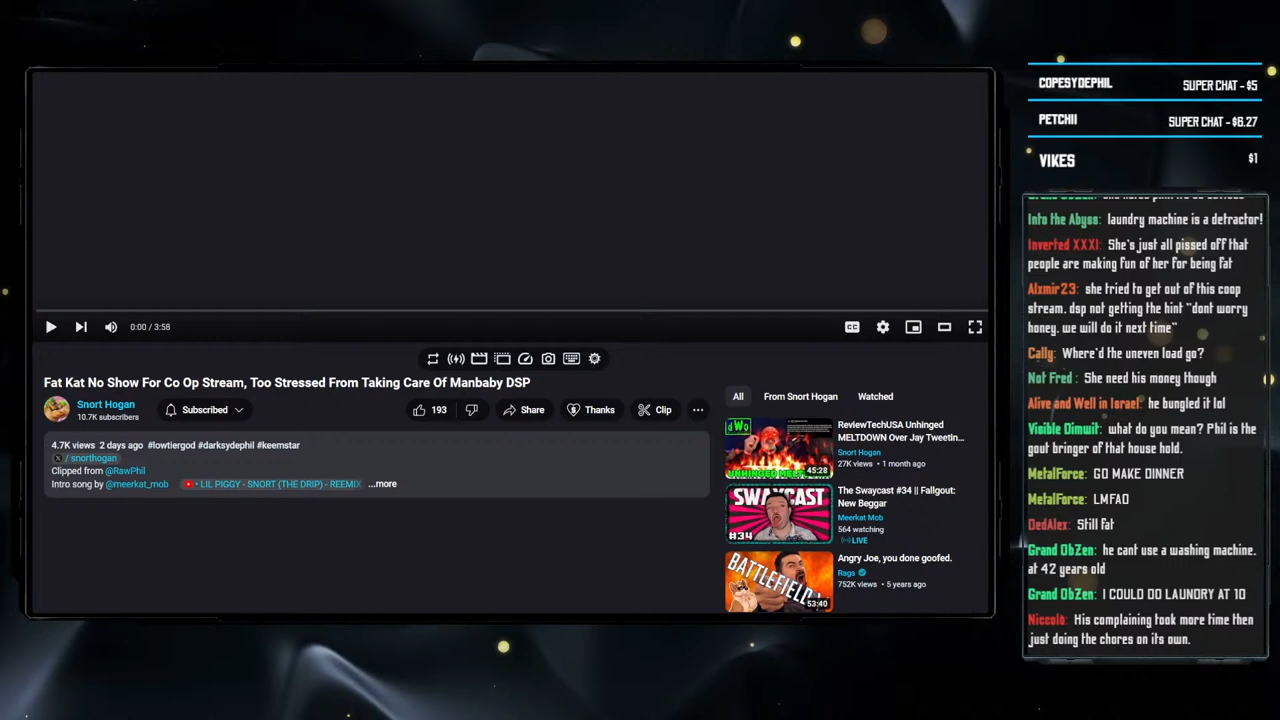 COPESYDEPHIL
SUPER CHAT - $5
PETCHII
SUPER CHAT - $6.27
VIKES
$1
0:00 / 3:58
CC
Fat Kat No Show For Co Op Stream, Too Stressed From Taking Care Of Manbaby DSP
Snort Hogan
10.7K subscribers
Subscribed
193
Share
Thanks
Clip
4.7K views 2 days ago #lowtiergod #darksydephil #keemstar
/ snorthogan
Clipped from @RawPhil
Intro song by @meerkat_mob • LIL PIGGY - SNORT (THE DRIP) - REEMIX ...more
All
From Snort Hogan
Watched
dWo
UNHINGED
45:28
ReviewTechUSA Unhinged
MELTDOWN Over Jay Tweetin...
Snort Hogan
27K views • 1 month ago
SWAYCAST
#34
The Swaycast #34 || Fallout:
New Beggar
Meerkat Mob
564 watching
LIVE
BATTLEFIELD
53:40
Angry Joe, you done goofed.
Rags
752K views • 5 years ago
Into the Abyss: laundry machine is a detractor!
Inverted XXXI: She's just all pissed off that
people are making fun of her for being fat
Alxmir23: she tried to get out of this coop
stream. dsp not getting the hint "dont worry
honey. we will do it next time"
Cally: Where'd the uneven load go?
Not Fred : She need his money though
Alive and Well in Israel: he bungled it lol
Visible Dimwit: what do you mean? Phil is the
gout bringer of that house hold.
MetalForce: GO MAKE DINNER
MetalForce: LMFAO
DedAlex: Still fat
Grand ObZen: he cant use a washing machine.
at 42 years old
Grand ObZen: I COULD DO LAUNDRY AT 10
Niccolb: His complaining took more time then
just doing the chores on its own.